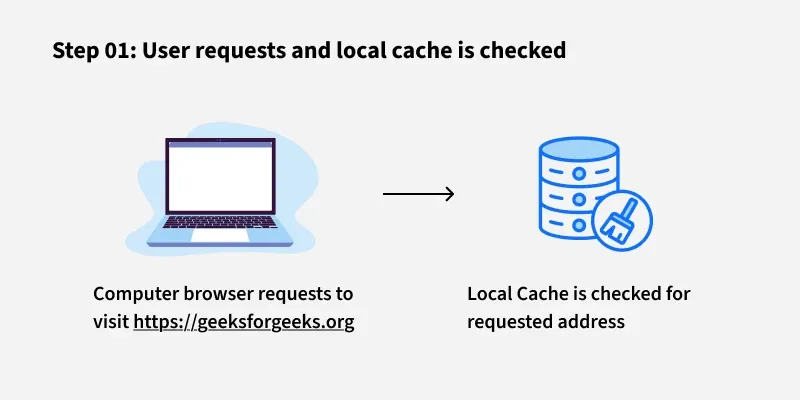 Step 01: User requests and local cache is checked
Computer browser requests to
visit https://geeksforgeeks.org
Local Cache is checked for
requested address